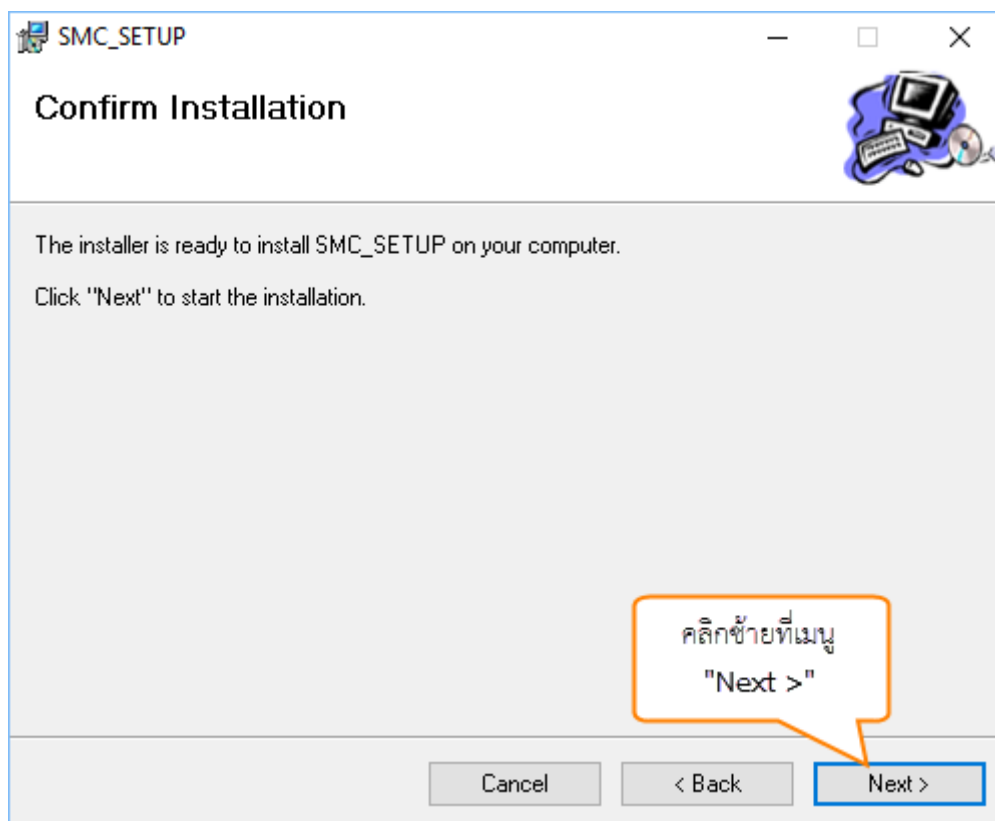 SMC_SETUP
Confirm Installation
The installer is ready to install SMC_SETUP on your computer.
Click "Next" to start the installation.
คลิกซ้ายที่เมนู
"Next >"
Cancel
< Back
Next >